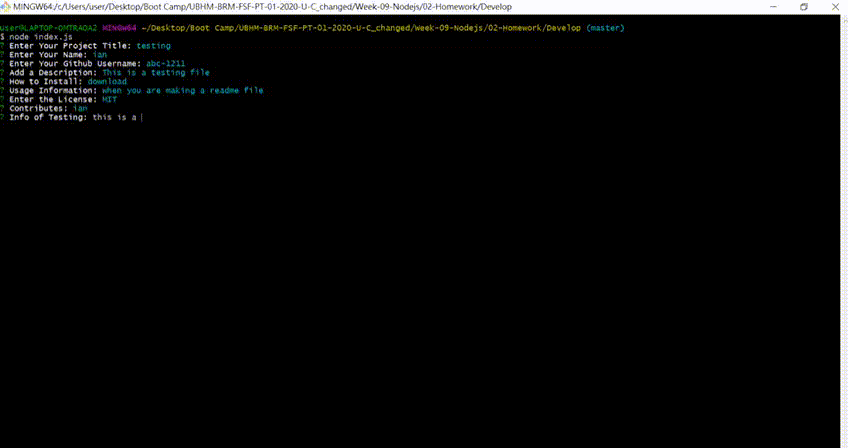 MINGW64:/c/Users/user/Desktop/Boot Camp/UBHM-BRM-FSF-PT-01-2020-U-C_changed/Week-09-Nodejs/02-Homework/Develop
user@LAPTOP-OMTRAOA2 MINGW64 ~/Desktop/Boot Camp/UBHM-BRM-FSF-PT-01-2020-U-C_changed/Week-09-Nodejs/02-Homework/Develop (master)
$ node index.js
? Enter Your Project Title: testing
? Enter Your Name: ian
? Enter Your Github Username: abc-1211
? Add a Description: This is a testing file
? How to Install: download
? Usage Information: when you are making a readme file
? Enter the License: MIT
? Contributes: ian
? Info of Testing: this is a